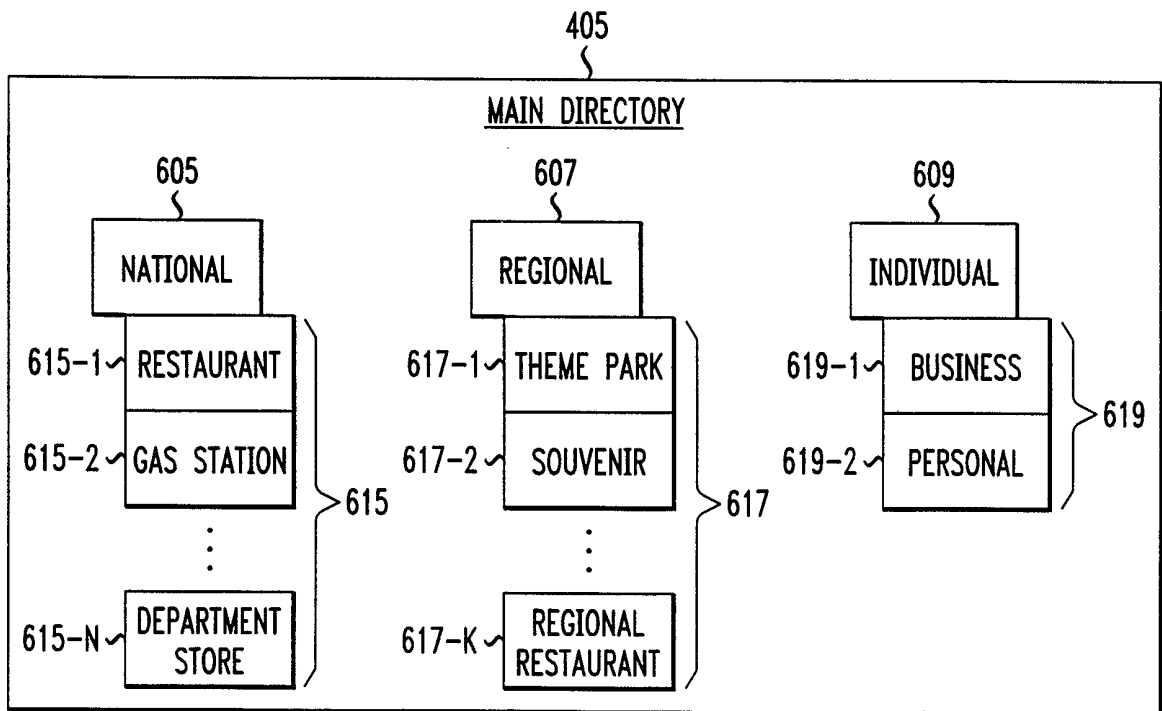 405
MAIN DIRECTORY
605
607
609
NATIONAL
REGIONAL
INDIVIDUAL
615-1
RESTAURANT
617-1
THEME PARK
619-1
BUSINESS
619
615-2
GAS STATION
617-2
SOUVENIR
619-2
PERSONAL
615
617
615-N
DEPARTMENT
STORE
617-K
REGIONAL
RESTAURANT